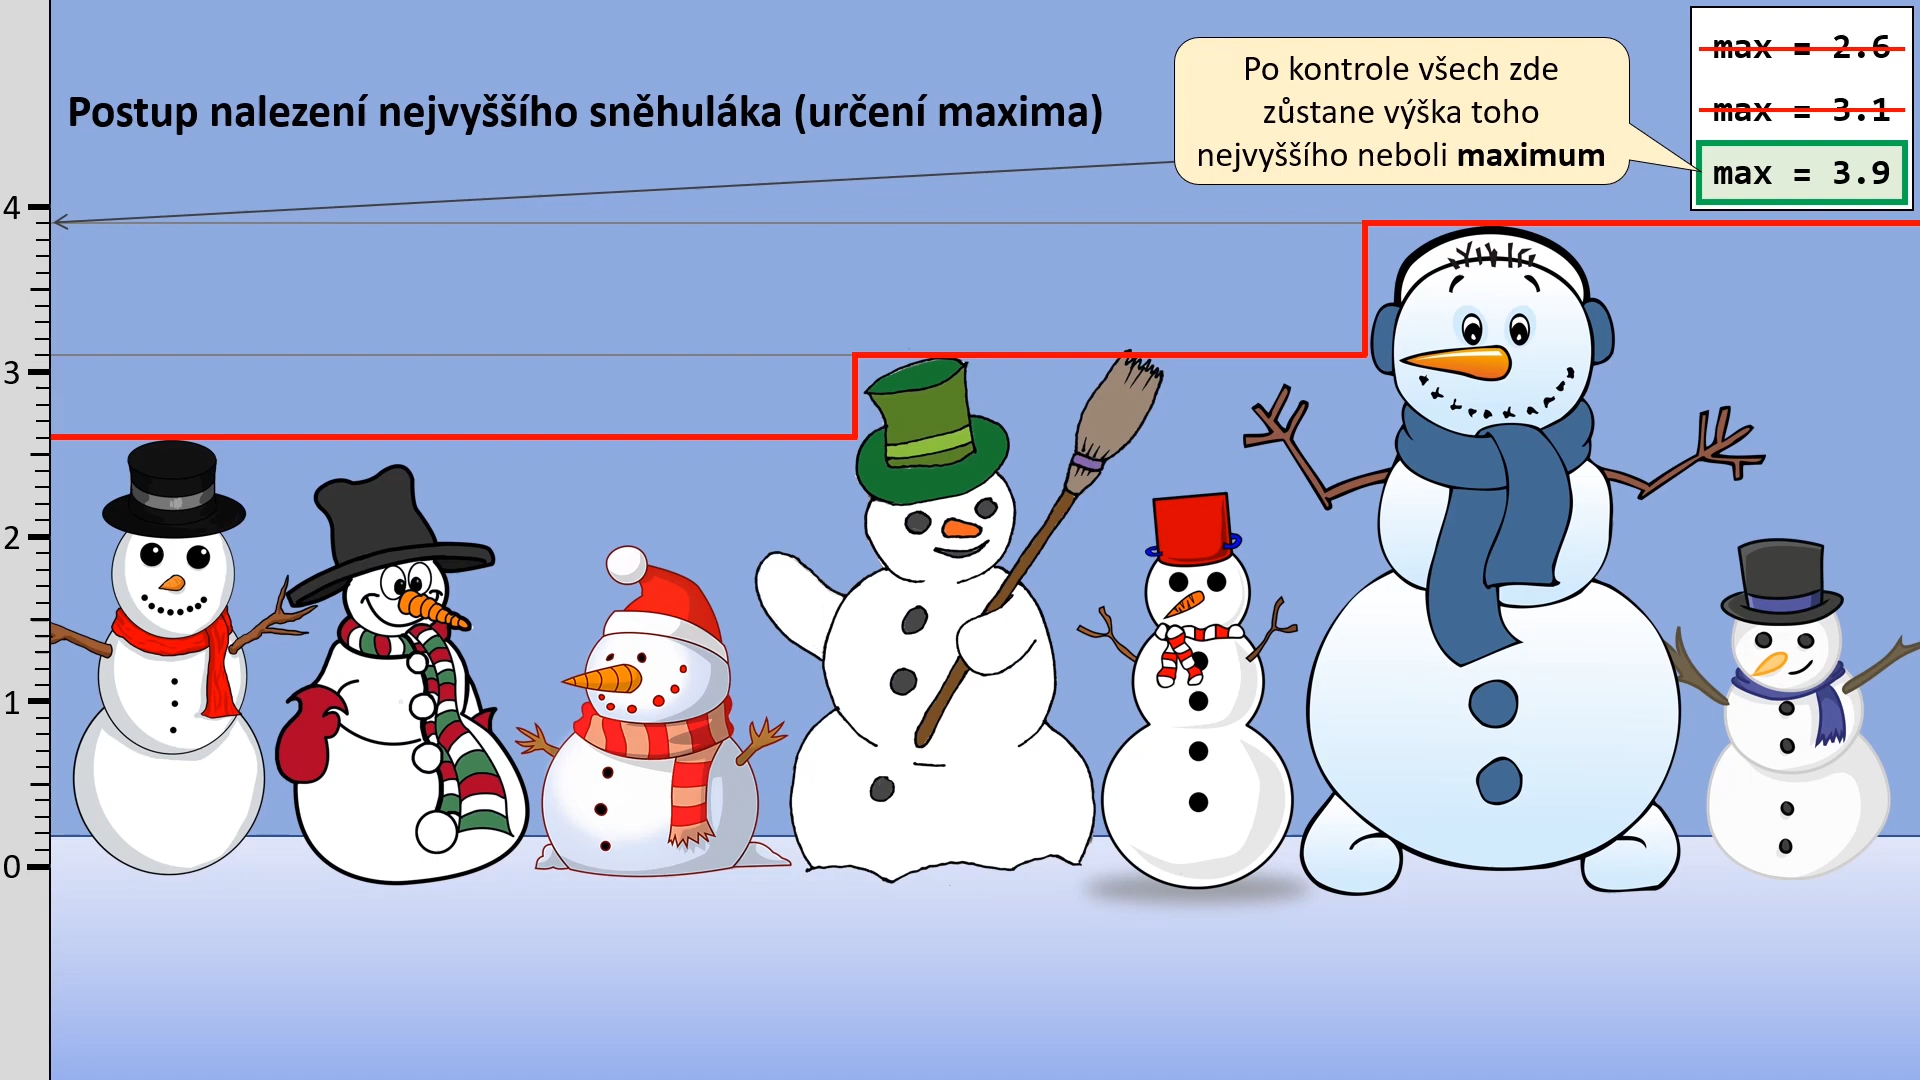 Postup nalezení nejvyššího sněhuláka (určení maxima)
Po kontrole všech zde
zůstane výška toho
nejvyššího neboli maximum
max = 2.6
max = 3.1
max = 3.9
4
3
2
1
0